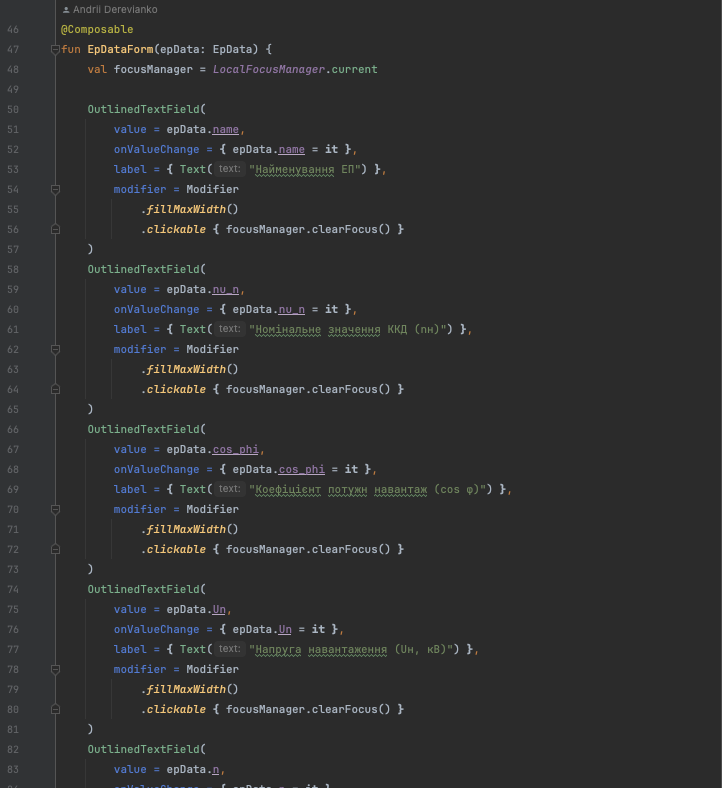 Andrii Derevianko
46 @Composable
47 fun EpDataForm(epData: EpData) {
48 val focusManager = LocalFocusManager.current
49
50 OutlinedTextField(
51 value = epData.name,
52 onValueChange = { epData.name = it },
53 label = { Text( text: "Найменування ЕП") },
54 modifier = Modifier
55 .fillMaxWidth()
56 .clickable { focusManager.clearFocus() }
57 )
58 OutlinedTextField(
59 value = epData.nu_n,
60 onValueChange = { epData.nu_n = it },
61 label = { Text( text: "Номінальне значення ККД (nн)") },
62 modifier = Modifier
63 .fillMaxWidth()
64 .clickable { focusManager.clearFocus() }
65 )
66 OutlinedTextField(
67 value = epData.cos_phi,
68 onValueChange = { epData.cos_phi = it },
69 label = { Text( text: "Коефіцієнт потужн навантаж (cos φ)") },
70 modifier = Modifier
71 .fillMaxWidth()
72 .clickable { focusManager.clearFocus() }
73 )
74 OutlinedTextField(
75 value = epData.Un,
76 onValueChange = { epData.Un = it },
77 label = { Text( text: "Напруга навантаження (Uн, кВ)") },
78 modifier = Modifier
79 .fillMaxWidth()
80 .clickable { focusManager.clearFocus() }
81 )
82 OutlinedTextField(
83 value = epData.n,